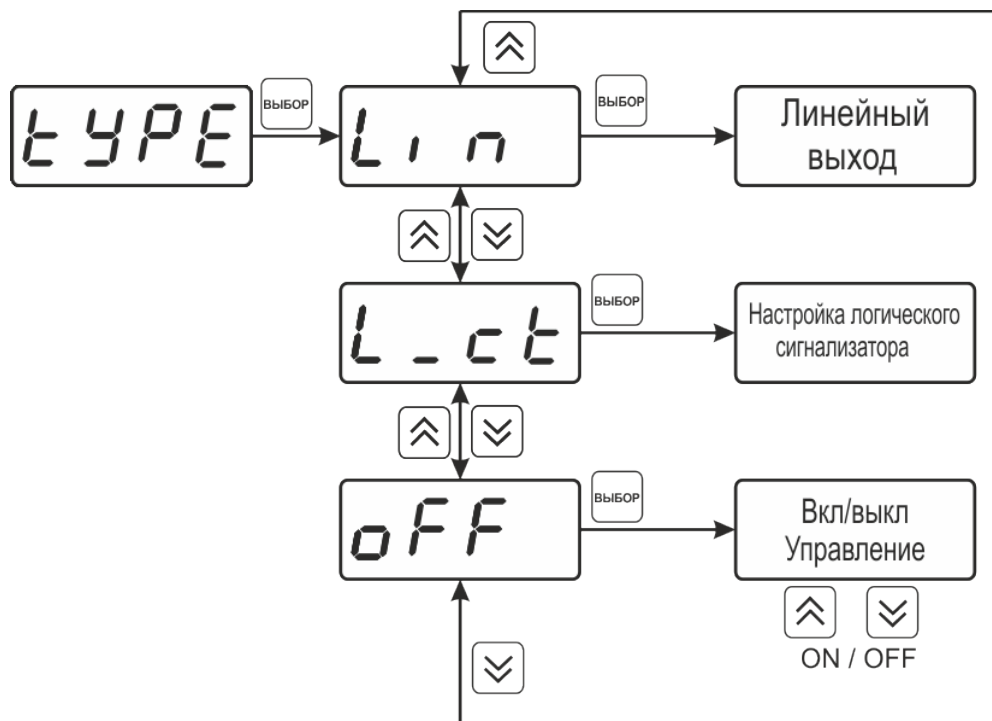 tYPE
ВЫБОР
Lin
ВЫБОР
Линейный
выход
L_ct
ВЫБОР
Настройка логического
сигнализатора
oFF
ВЫБОР
Вкл/выкл
Управление
ON / OFF